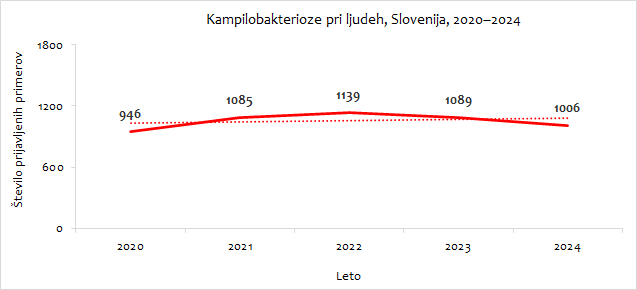 Kampilobakterioze pri ljudeh, Slovenija, 2020–2024
Število prijavljenih primerov
1800
1200
600
0
946
1085
1139
1089
1006
2020 2021 2022 2023 2024
Leto